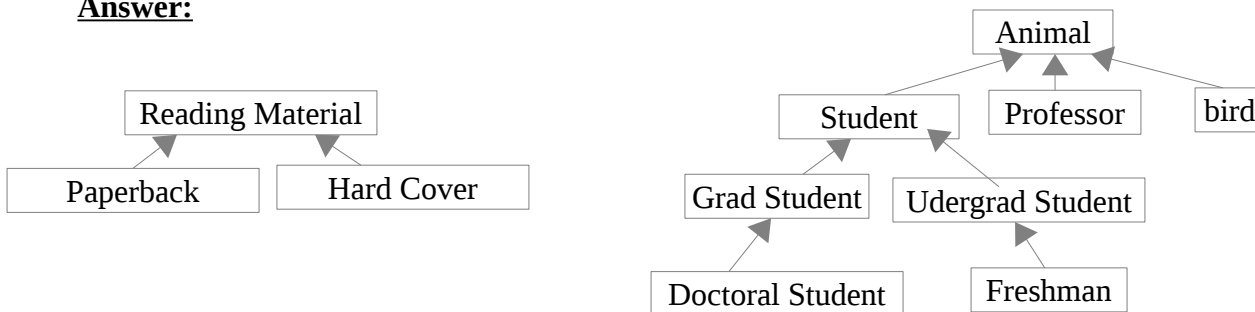 Answer:
Animal
Reading Material
Student
Professor
bird
Paperback
Hard Cover
Grad Student
Udergrad Student
Doctoral Student
Freshman